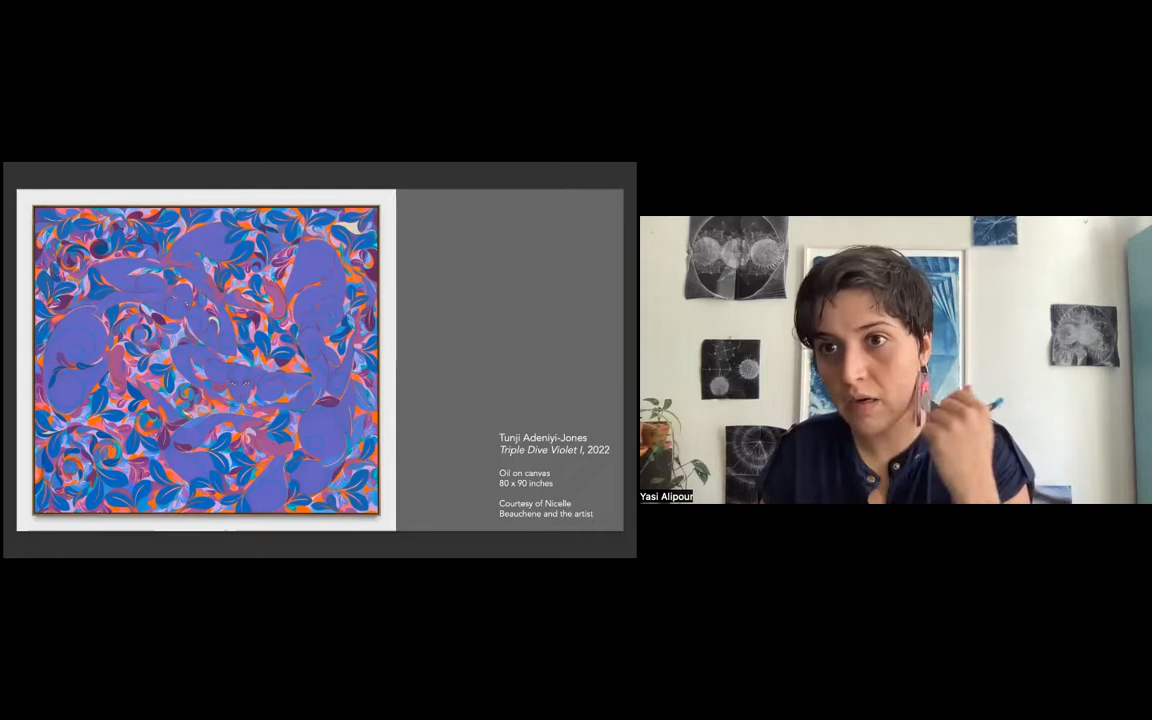 Tunji Adeniyi-Jones
Triple Dive Violet I, 2022
Oil on canvas
80 x 90 inches
Courtesy of Nicelle
Beauchene and the artist
Yasi Alipour